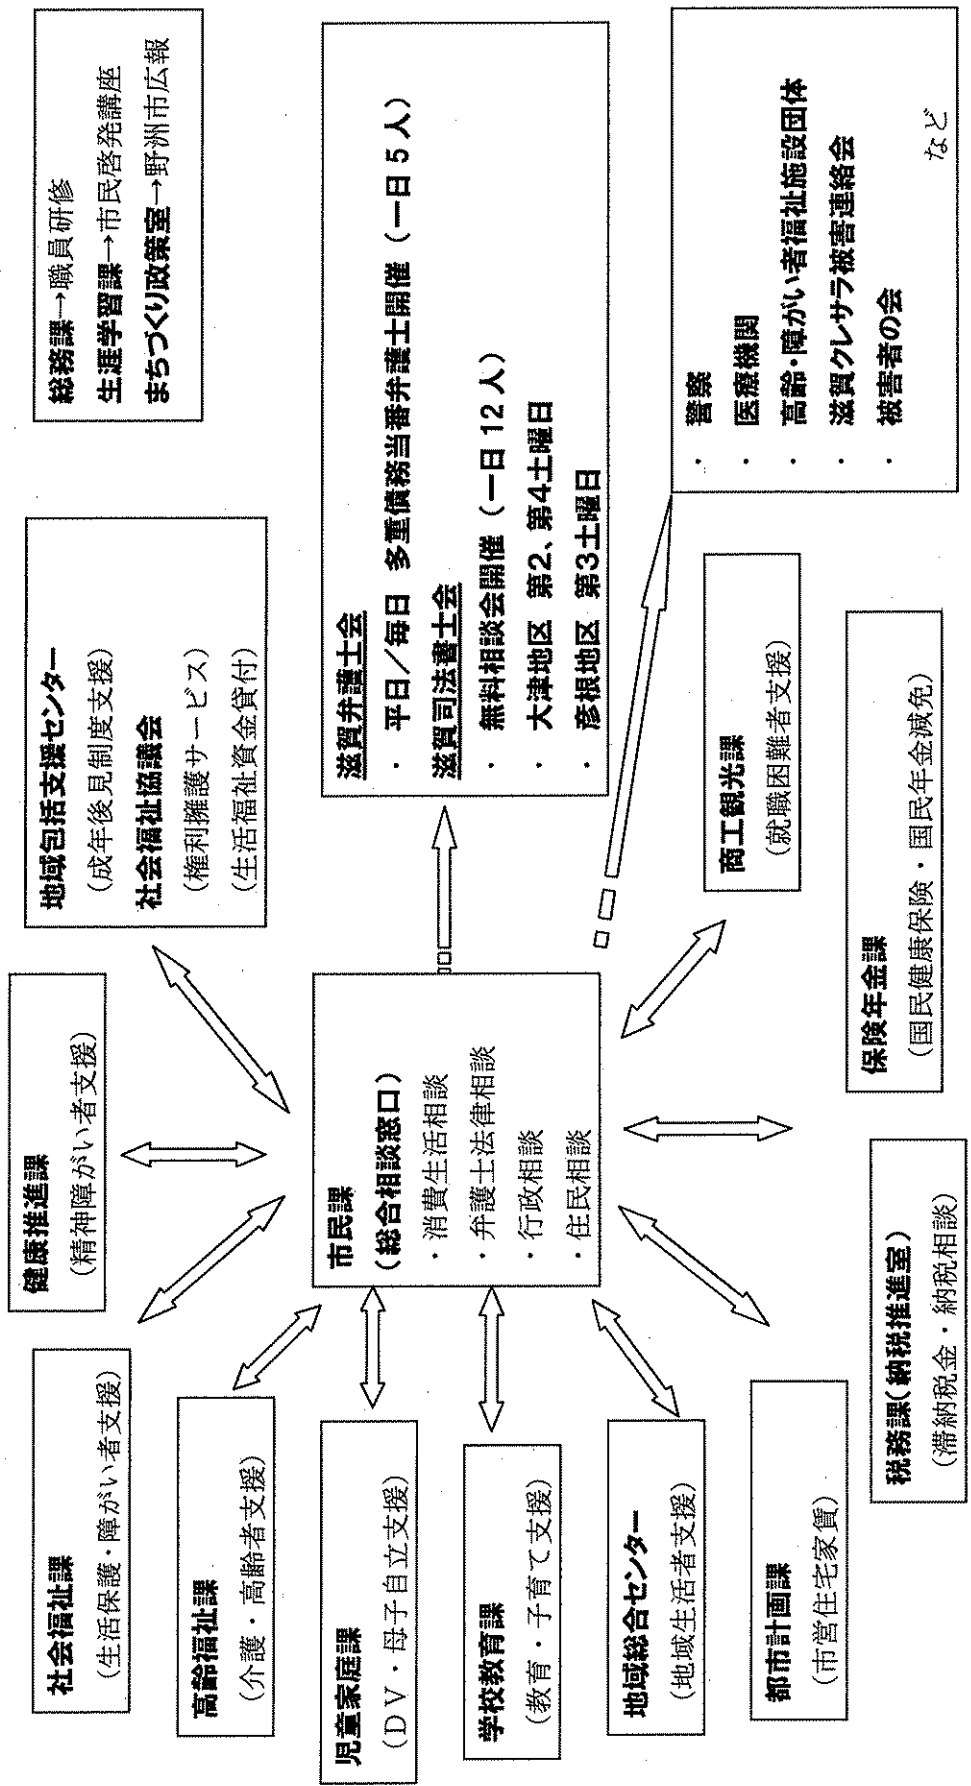 社会福祉課
(生活保護・障がい者支援)
健康推進課
(精神障がい者支援)
地域包括支援センター
(成年後見制度支援)
社会福祉協議会
(権利擁護サービス)
(生活福祉資金貸付)
総務課→職員研修
生涯学習課→市民啓発講座
まちづくり政策室→野洲市広報
高齢福祉課
(介護・高齢者支援)
児童家庭課
(DV・母子自立支援)
学校教育課
(教育・子育て支援)
地域総合センター
(地域生活者支援)
市民課
(総合相談窓口)
・消費生活相談
・弁護士法律相談
・行政相談
・住民相談
滋賀弁護士会
・ 平日/毎日 多重債務当番弁護士開催(一日5人)
滋賀司法書士会
・ 無料相談会開催(一日12人)
・ 大津地区 第2、第4土曜日
・ 彦根地区 第3土曜日
・ 警察
・ 医療機関
・ 高齢・障がい者福祉施設団体
・ 滋賀クレサラ被害連絡会
・ 被害者の会
など
都市計画課
(市営住宅家賃)
税務課(納税推進室)
(滞納税金・納税相談)
保険年金課
(国民健康保険・国民年金減免)
商工観光課
(就職困難者支援)